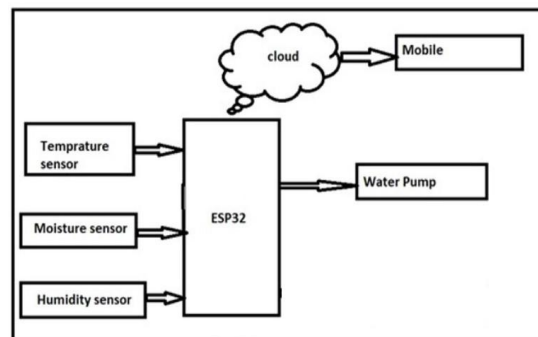 cloud
Mobile
Temprature
sensor
Moisture sensor
Humidity sensor
ESP32
Water Pump